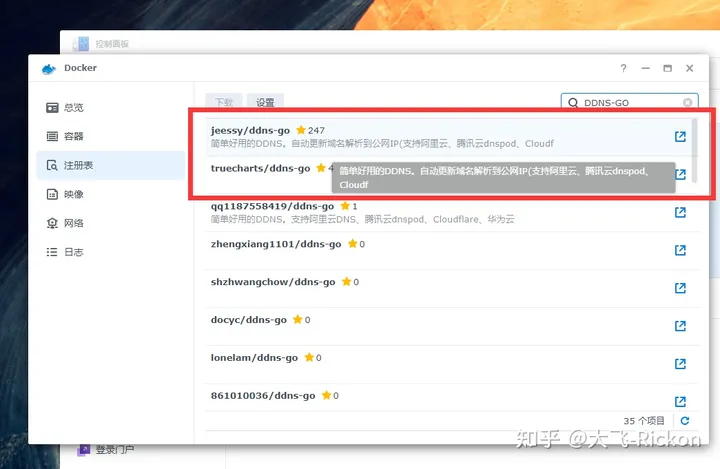 控制面板
Docker
总览
容器
注册表
映像
网络
日志
下载 设置
DDNS-GO
jeessy/ddns-go 247
简单好用的DDNS。自动更新域名解析到公网IP(支持阿里云、腾讯云dnspod、Cloudf
truecharts/ddns-go 4
简单好用的DDNS。自动更新域名解析到公网IP(支持阿里云、腾讯云dnspod、
Cloudf
qq1187558419/ddns-go 1
简单好用的DDNS。支持阿里云DNS、腾讯云dnspod、Cloudflare、华为云
zhengxiang1101/ddns-go 0
shzhwangchow/ddns-go 0
docyc/ddns-go 0
lonelam/ddns-go 0
861010036/ddns-go 0
35 个项目
登录门户
知乎 @大飞-Rickon